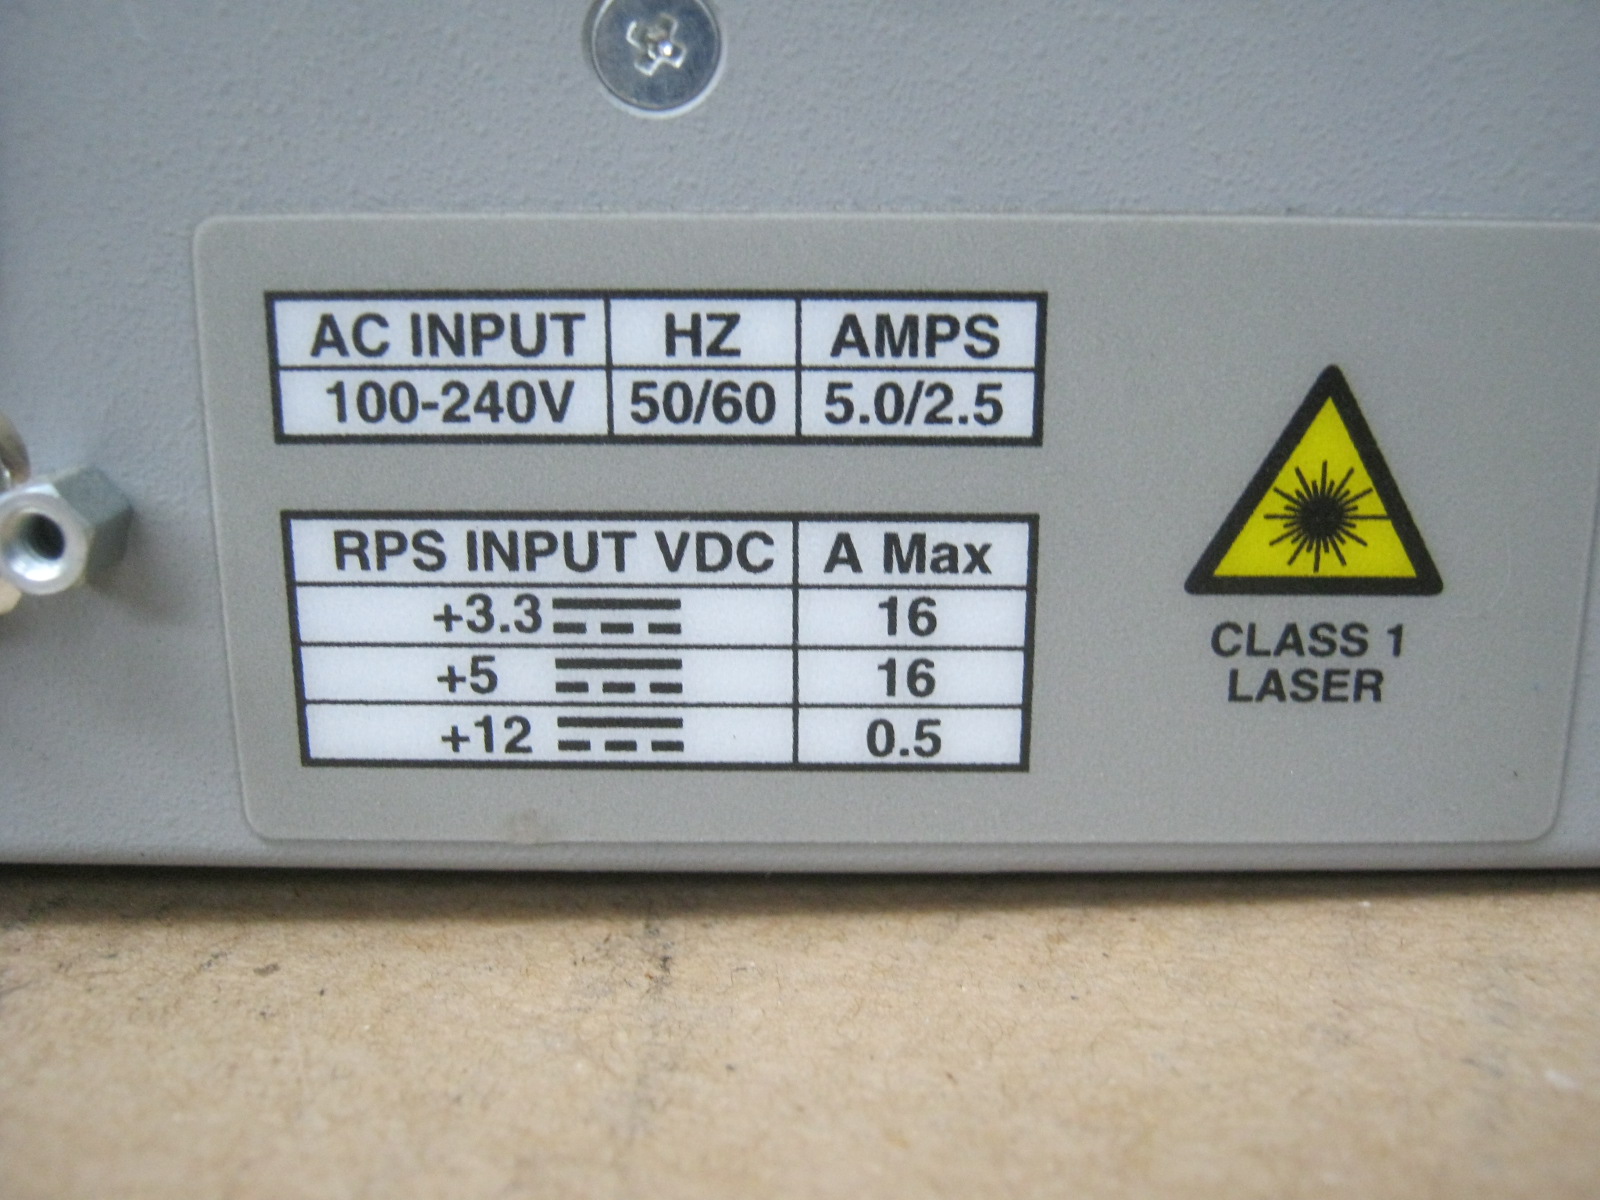 AC INPUT HZ AMPS
100-240V 50/60 5.0/2.5
RPS INPUT VDC A Max
+3.3 16
+5 16
+12 0.5
CLASS 1
LASER